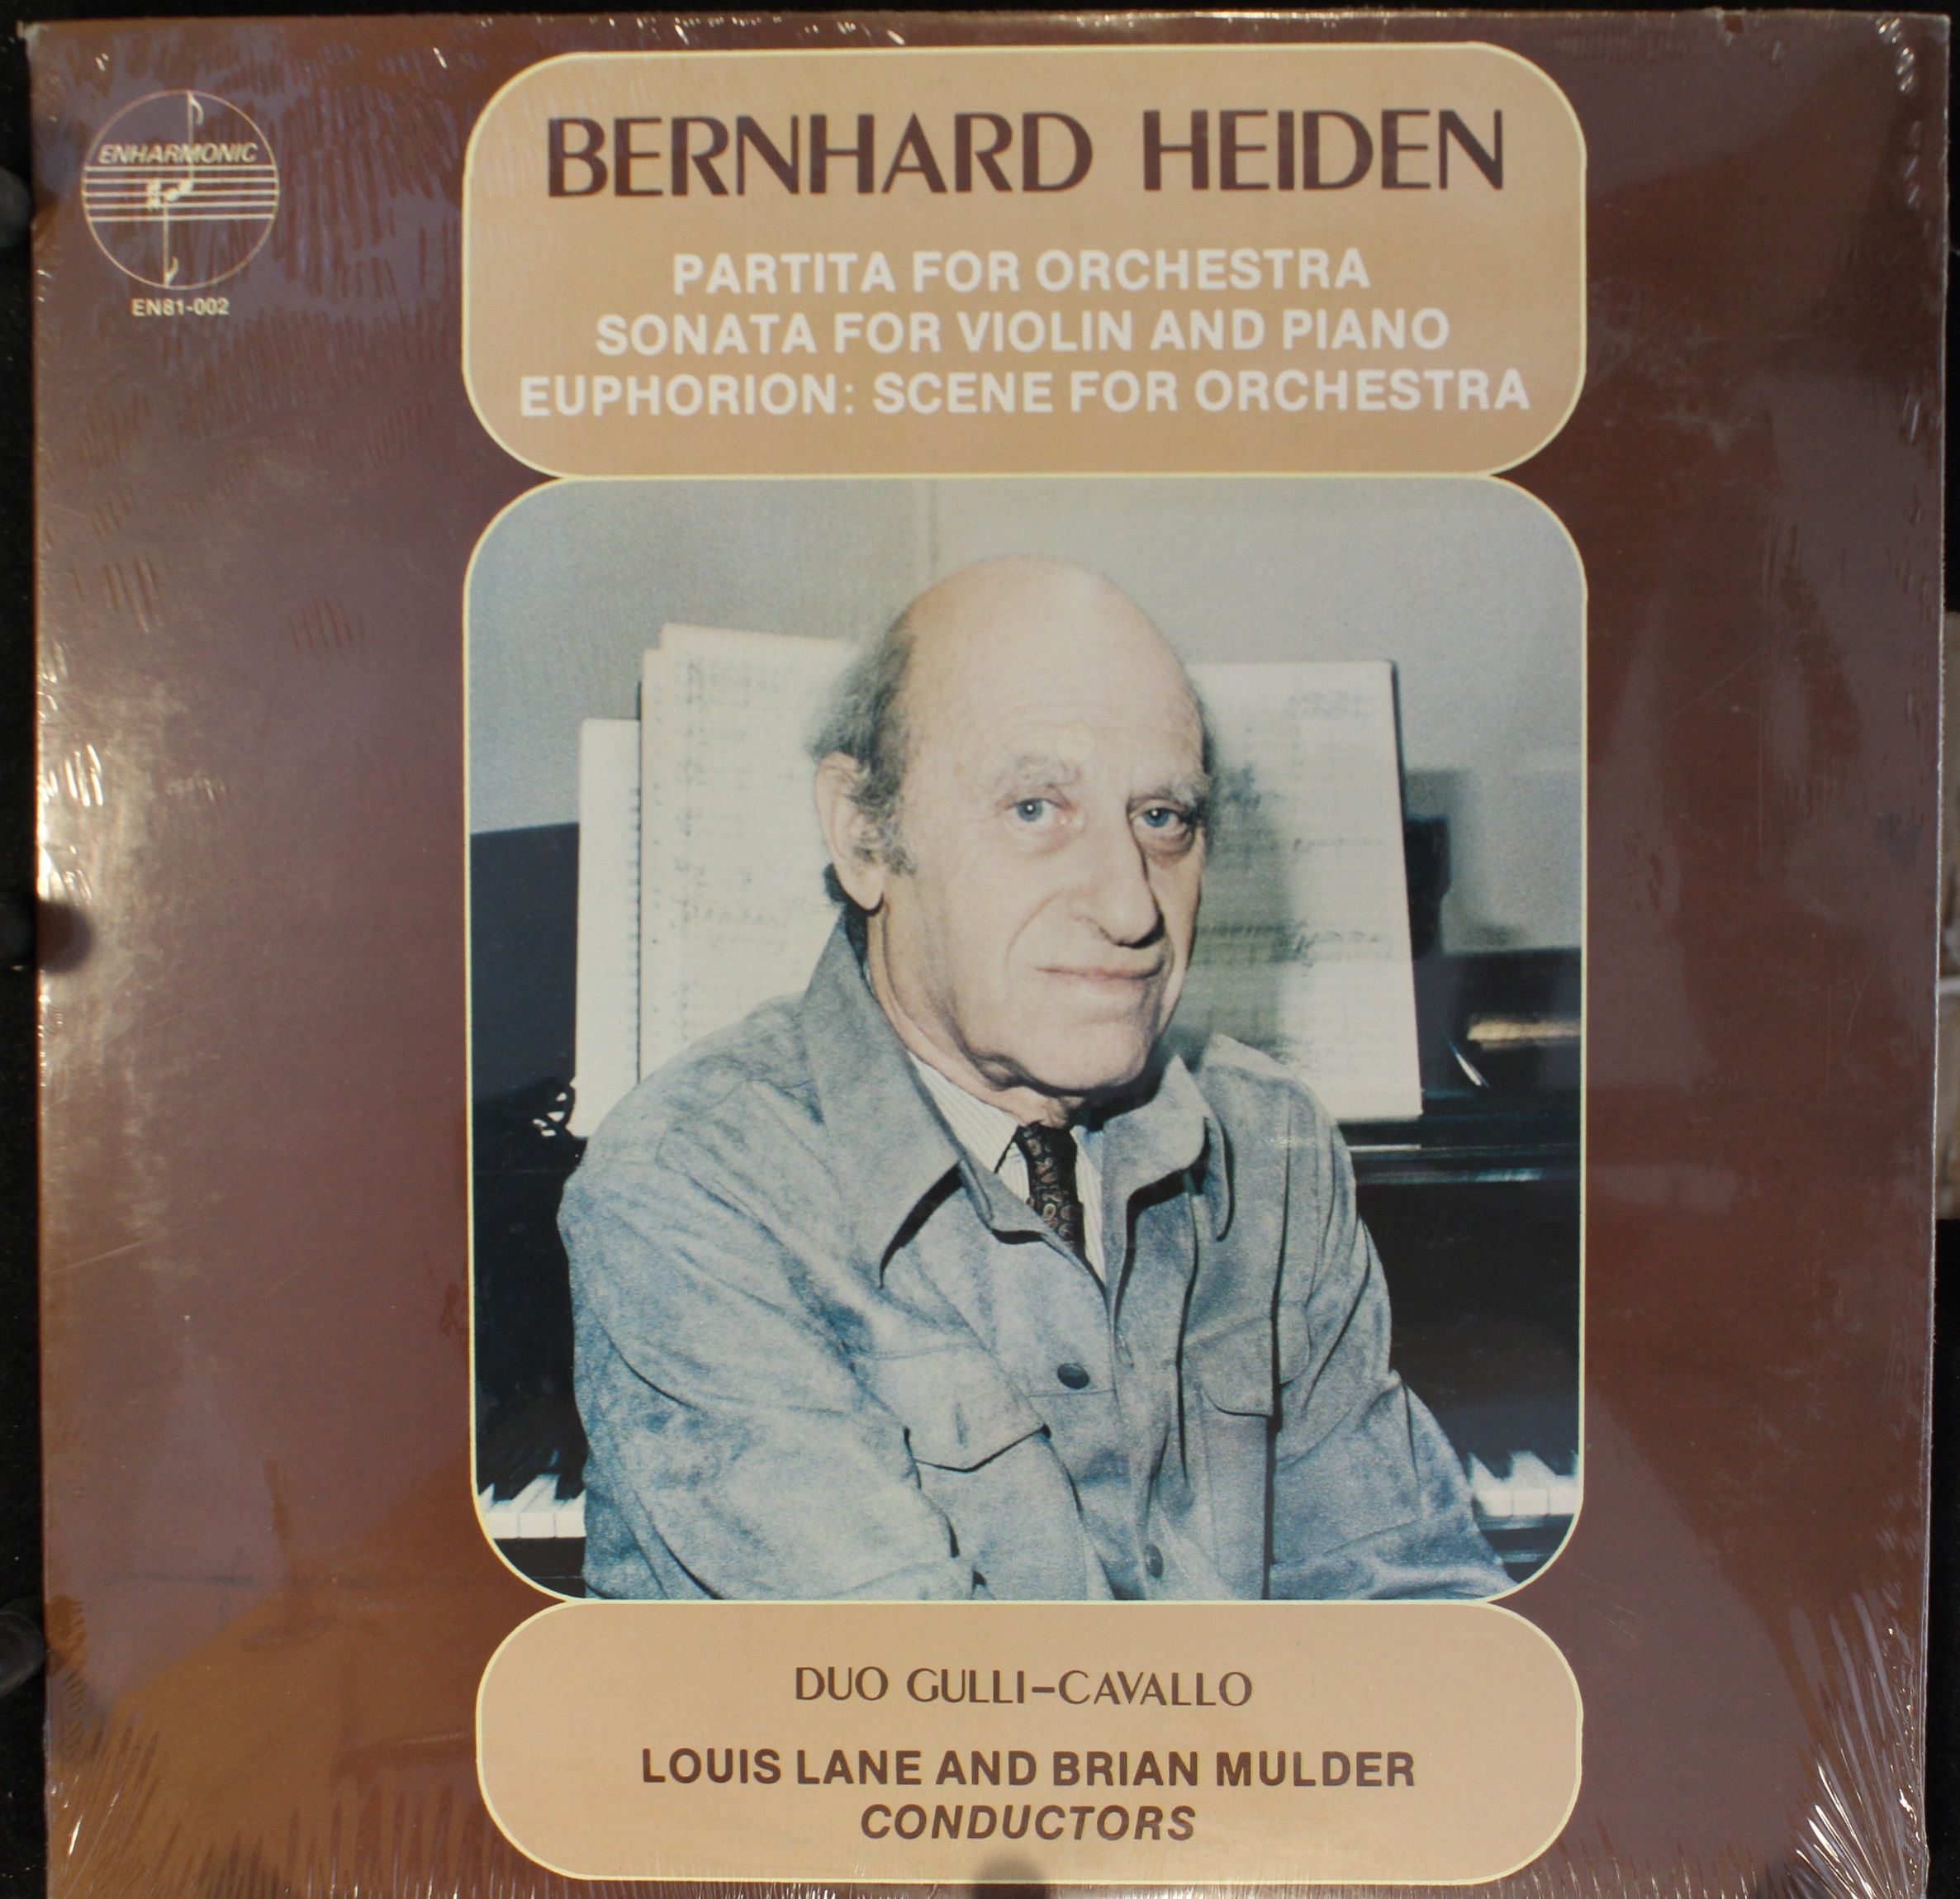 ENHARMONIC
EN81-002
BERNHARD HEIDEN
PARTITA FOR ORCHESTRA
SONATA FOR VIOLIN AND PIANO
EUPHORION: SCENE FOR ORCHESTRA
DUO GULLI-CAVALLO
LOUIS LANE AND BRIAN MULDER
CONDUCTORS